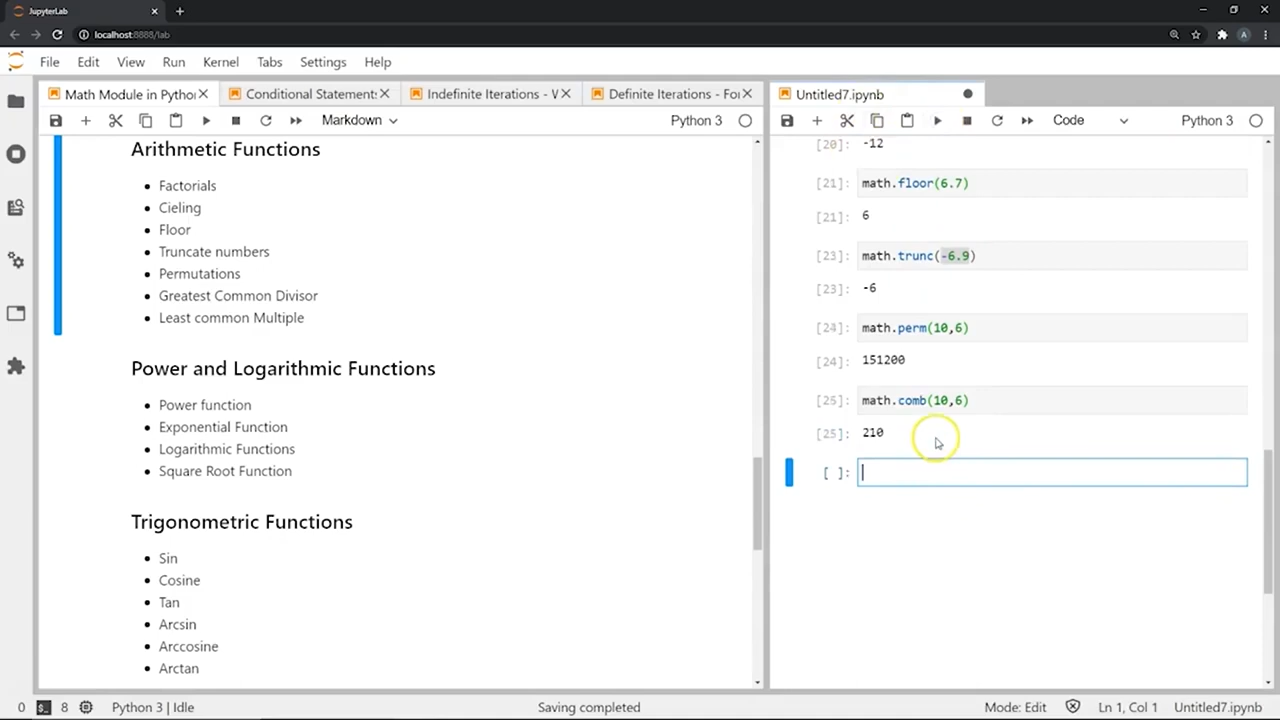 JupyterLab
localhost:8888/lab
A
File Edit View Run Kernel Tabs Settings Help
Math Module in Python
Conditional Statements:
Indefinite Iterations - V
Definite Iterations - Fo
Untitled7.ipynb
Markdown
Python 3
Code
Python 3
Arithmetic Functions
Factorials
Cieling
Floor
Truncate numbers
Permutations
Greatest Common Divisor
Least common Multiple
Power and Logarithmic Functions
Power function
Exponential Function
Logarithmic Functions
Square Root Function
Trigonometric Functions
Sin
Cosine
Tan
Arcsin
Arccosine
Arctan
[20]: -12
[21]: math.floor(6.7)
[21]: 6
[23]: math.trunc(-6.9)
[23]: -6
[24]: math.perm(10,6)
[24]: 151200
[25]: math.comb(10,6)
[25]: 210
[ ]:
0 8 Python 3 | Idle Saving completed Mode: Edit Ln 1, Col 1 Untitled7.ipynb